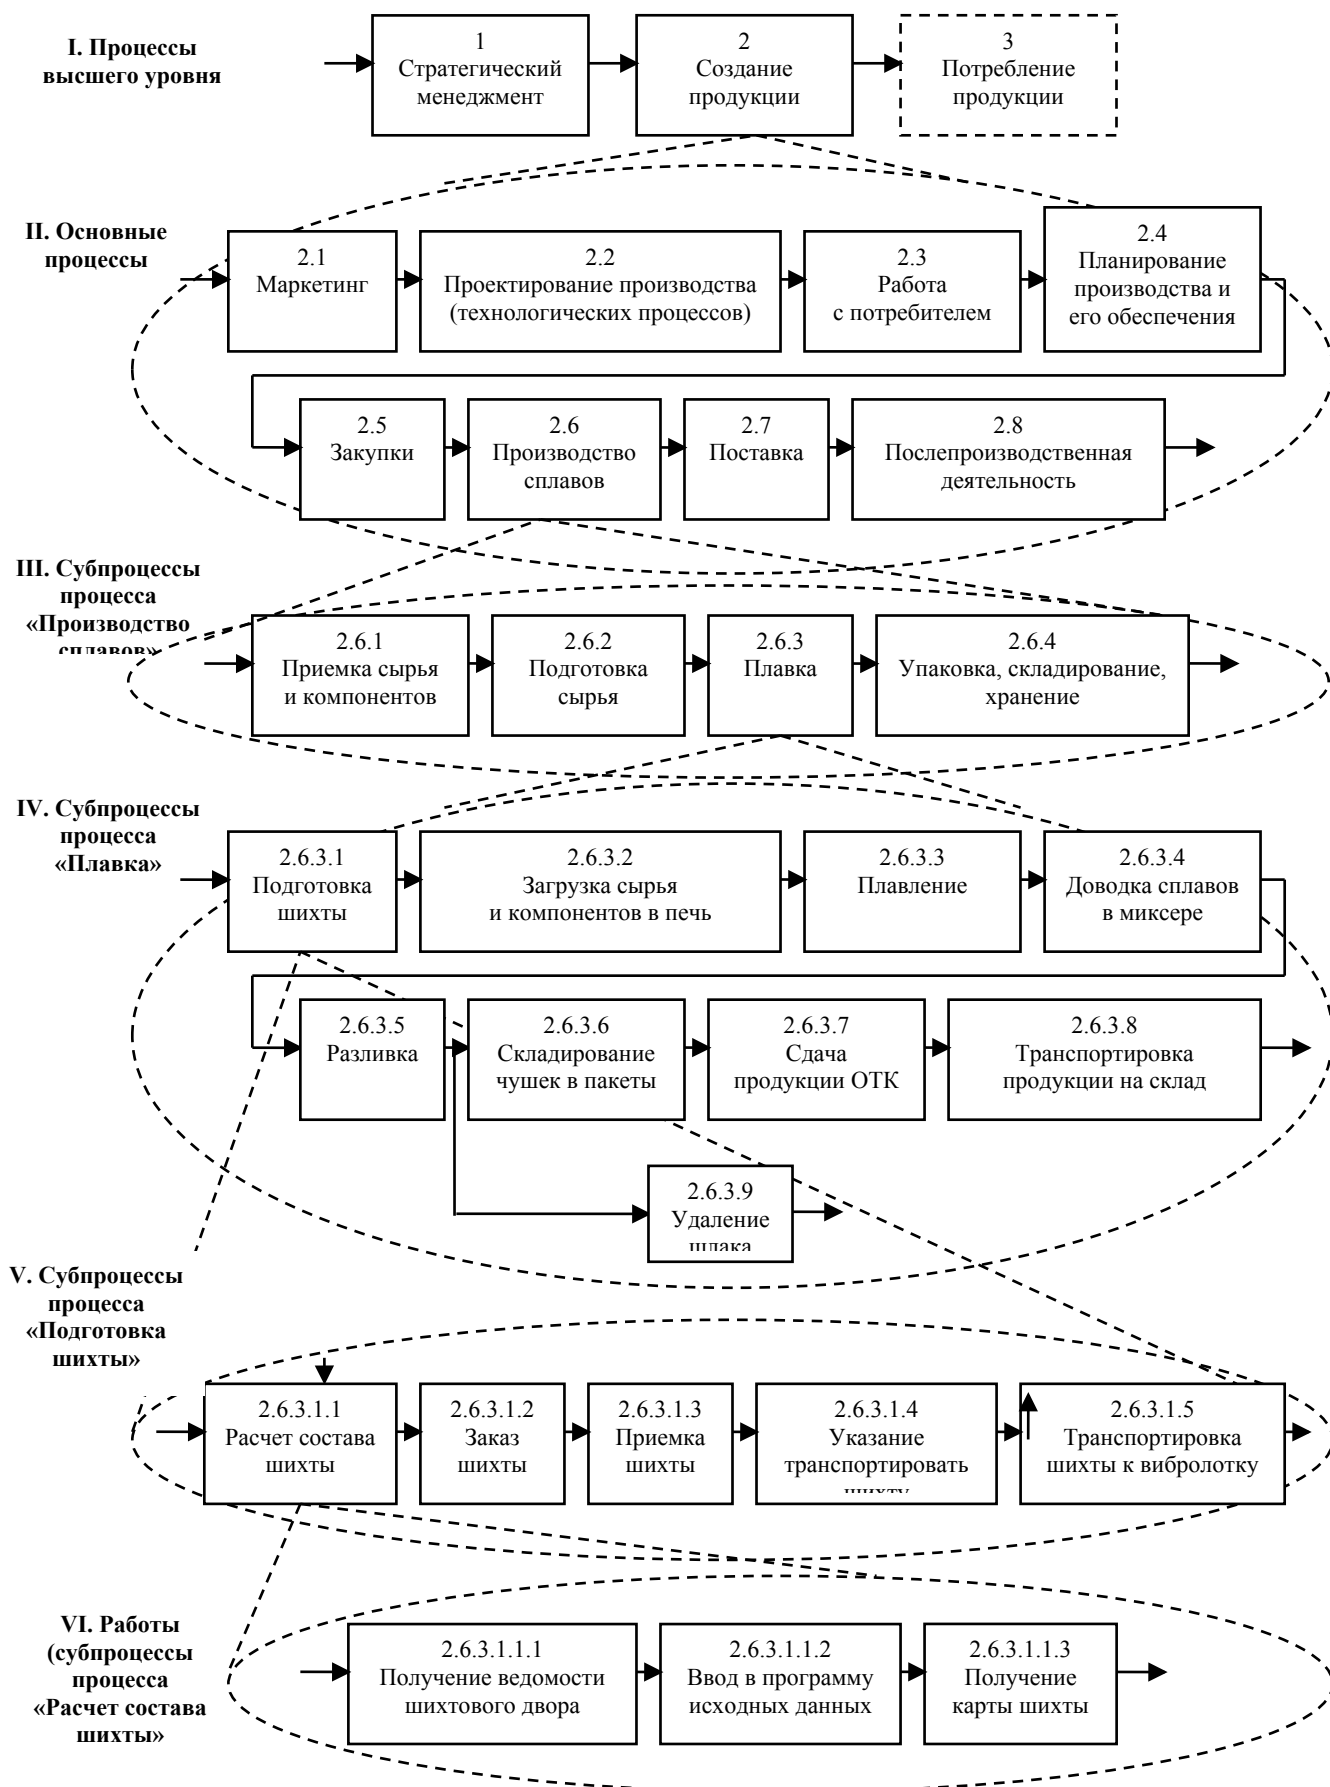 I. Процессы
высшего уровня
1
Стратегический
менеджмент
2
Создание
продукции
3
Потребление
продукции
II. Основные
процессы
2.1
Маркетинг
2.2
Проектирование производства
(технологических процессов)
2.3
Работа
с потребителем
2.4
Планирование
производства и
его обеспечения
2.5
Закупки
2.6
Производство
сплавов
2.7
Поставка
2.8
Послепроизводственная
деятельность
III. Субпроцессы
процесса
«Производство
сплавов»
2.6.1
Приемка сырья
и компонентов
2.6.2
Подготовка
сырья
2.6.3
Плавка
2.6.4
Упаковка, складирование,
хранение
IV. Субпроцессы
процесса
«Плавка»
2.6.3.1
Подготовка
шихты
2.6.3.2
Загрузка сырья
и компонентов в печь
2.6.3.3
Плавление
2.6.3.4
Доводка сплавов
в миксере
2.6.3.5
Разливка
2.6.3.6
Складирование
чушек в пакеты
2.6.3.7
Сдача
продукции ОТК
2.6.3.8
Транспортировка
продукции на склад
2.6.3.9
Удаление
шлака
V. Субпроцессы
процесса
«Подготовка
шихты»
2.6.3.1.1
Расчет состава
шихты
2.6.3.1.2
Заказ
шихты
2.6.3.1.3
Приемка
шихты
2.6.3.1.4
Указание
транспортировать
шихту
2.6.3.1.5
Транспортировка
шихты к вибролотку
VI. Работы
(субпроцессы
процесса
«Расчет состава
шихты»
2.6.3.1.1.1
Получение ведомости
шихтового двора
2.6.3.1.1.2
Ввод в программу
исходных данных
2.6.3.1.1.3
Получение
карты шихты